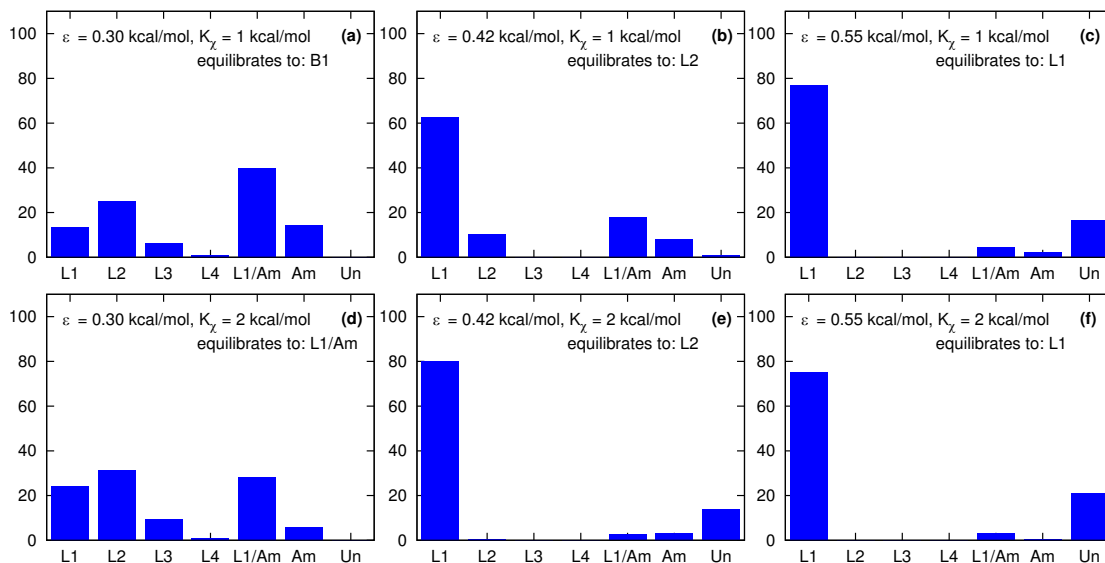 ε = 0.30 kcal/mol, Kχ = 1 kcal/mol (a)
equilibrates to: B1
100
80
60
40
20
0
L1 L2 L3 L4 L1/Am Am Un
ε = 0.42 kcal/mol, Kχ = 1 kcal/mol (b)
equilibrates to: L2
100
80
60
40
20
0
L1 L2 L3 L4 L1/Am Am Un
ε = 0.55 kcal/mol, Kχ = 1 kcal/mol (c)
equilibrates to: L1
100
80
60
40
20
0
L1 L2 L3 L4 L1/Am Am Un
ε = 0.30 kcal/mol, Kχ = 2 kcal/mol (d)
equilibrates to: L1/Am
100
80
60
40
20
0
L1 L2 L3 L4 L1/Am Am Un
ε = 0.42 kcal/mol, Kχ = 2 kcal/mol (e)
equilibrates to: L2
100
80
60
40
20
0
L1 L2 L3 L4 L1/Am Am Un
ε = 0.55 kcal/mol, Kχ = 2 kcal/mol (f)
equilibrates to: L1
100
80
60
40
20
0
L1 L2 L3 L4 L1/Am Am Un